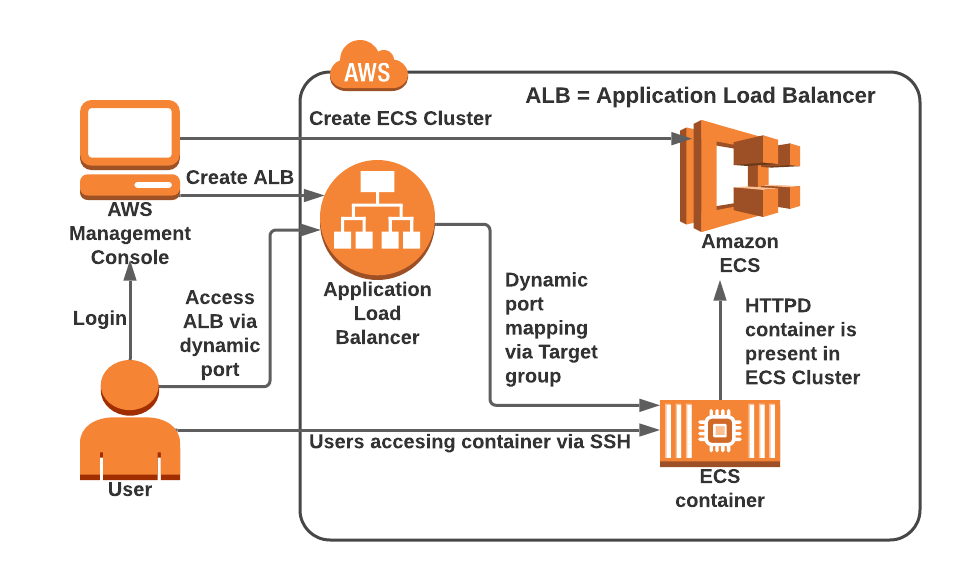 AWS
ALB = Application Load Balancer
Create ECS Cluster
Create ALB
AWS
Management
Console
Amazon
ECS
Application
Load
Balancer
Login
Access
ALB via
dynamic
port
Dynamic
port
mapping
via Target
group
HTTPD
container is
present in
ECS Cluster
Users accesing container via SSH
User
ECS
container